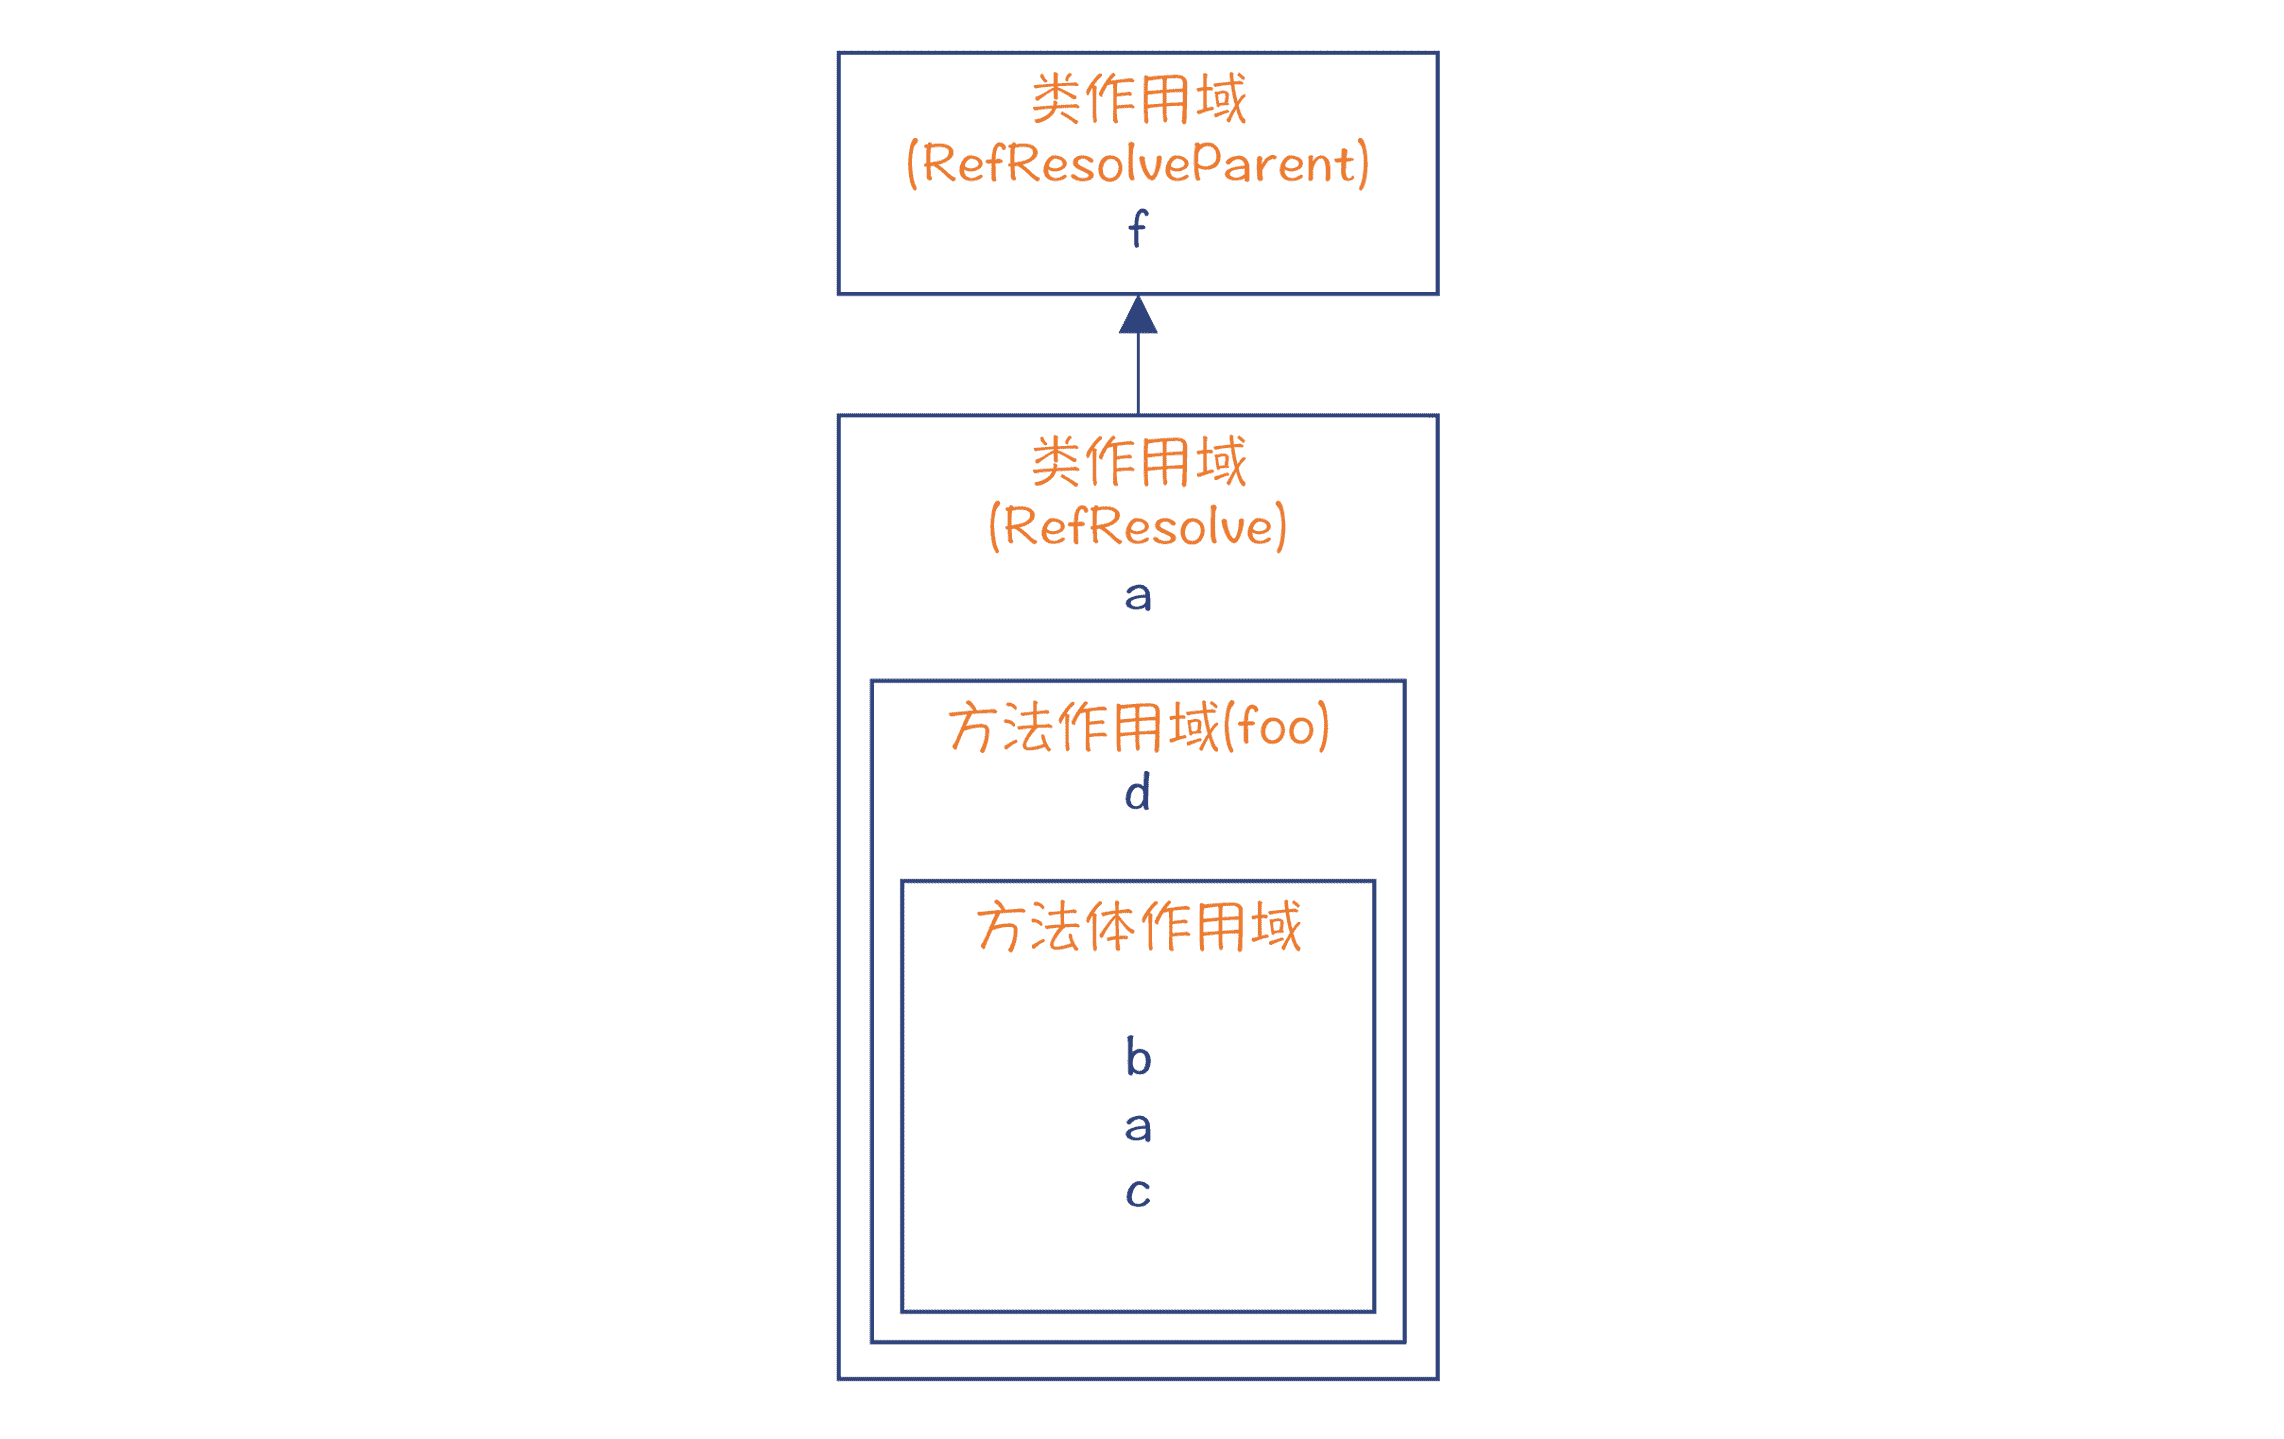 类作用域
(RefResolveParent)
f
类作用域
(RefResolve)
a
方法作用域(foo)
d
方法体作用域
b
a
c